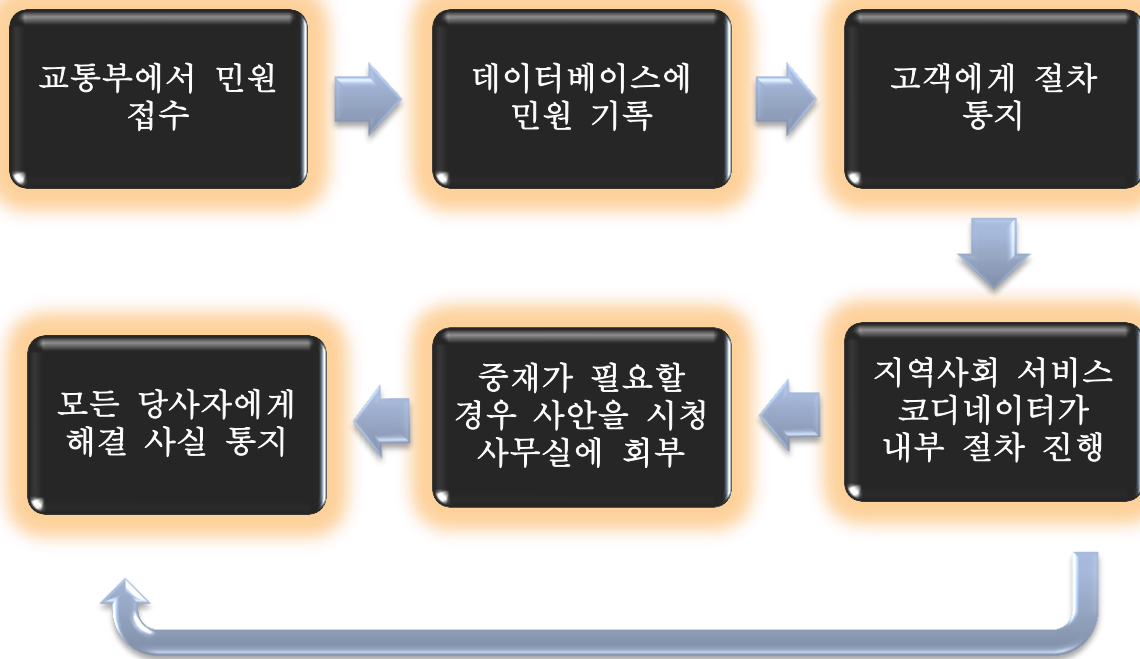 교통부에서 민원
접수
데이터베이스에
민원 기록
고객에게 절차
통지
지역사회 서비스
코디네이터가
내부 절차 진행
중재가 필요할
경우 사안을 시청
사무실에 회부
모든 당사자에게
해결 사실 통지